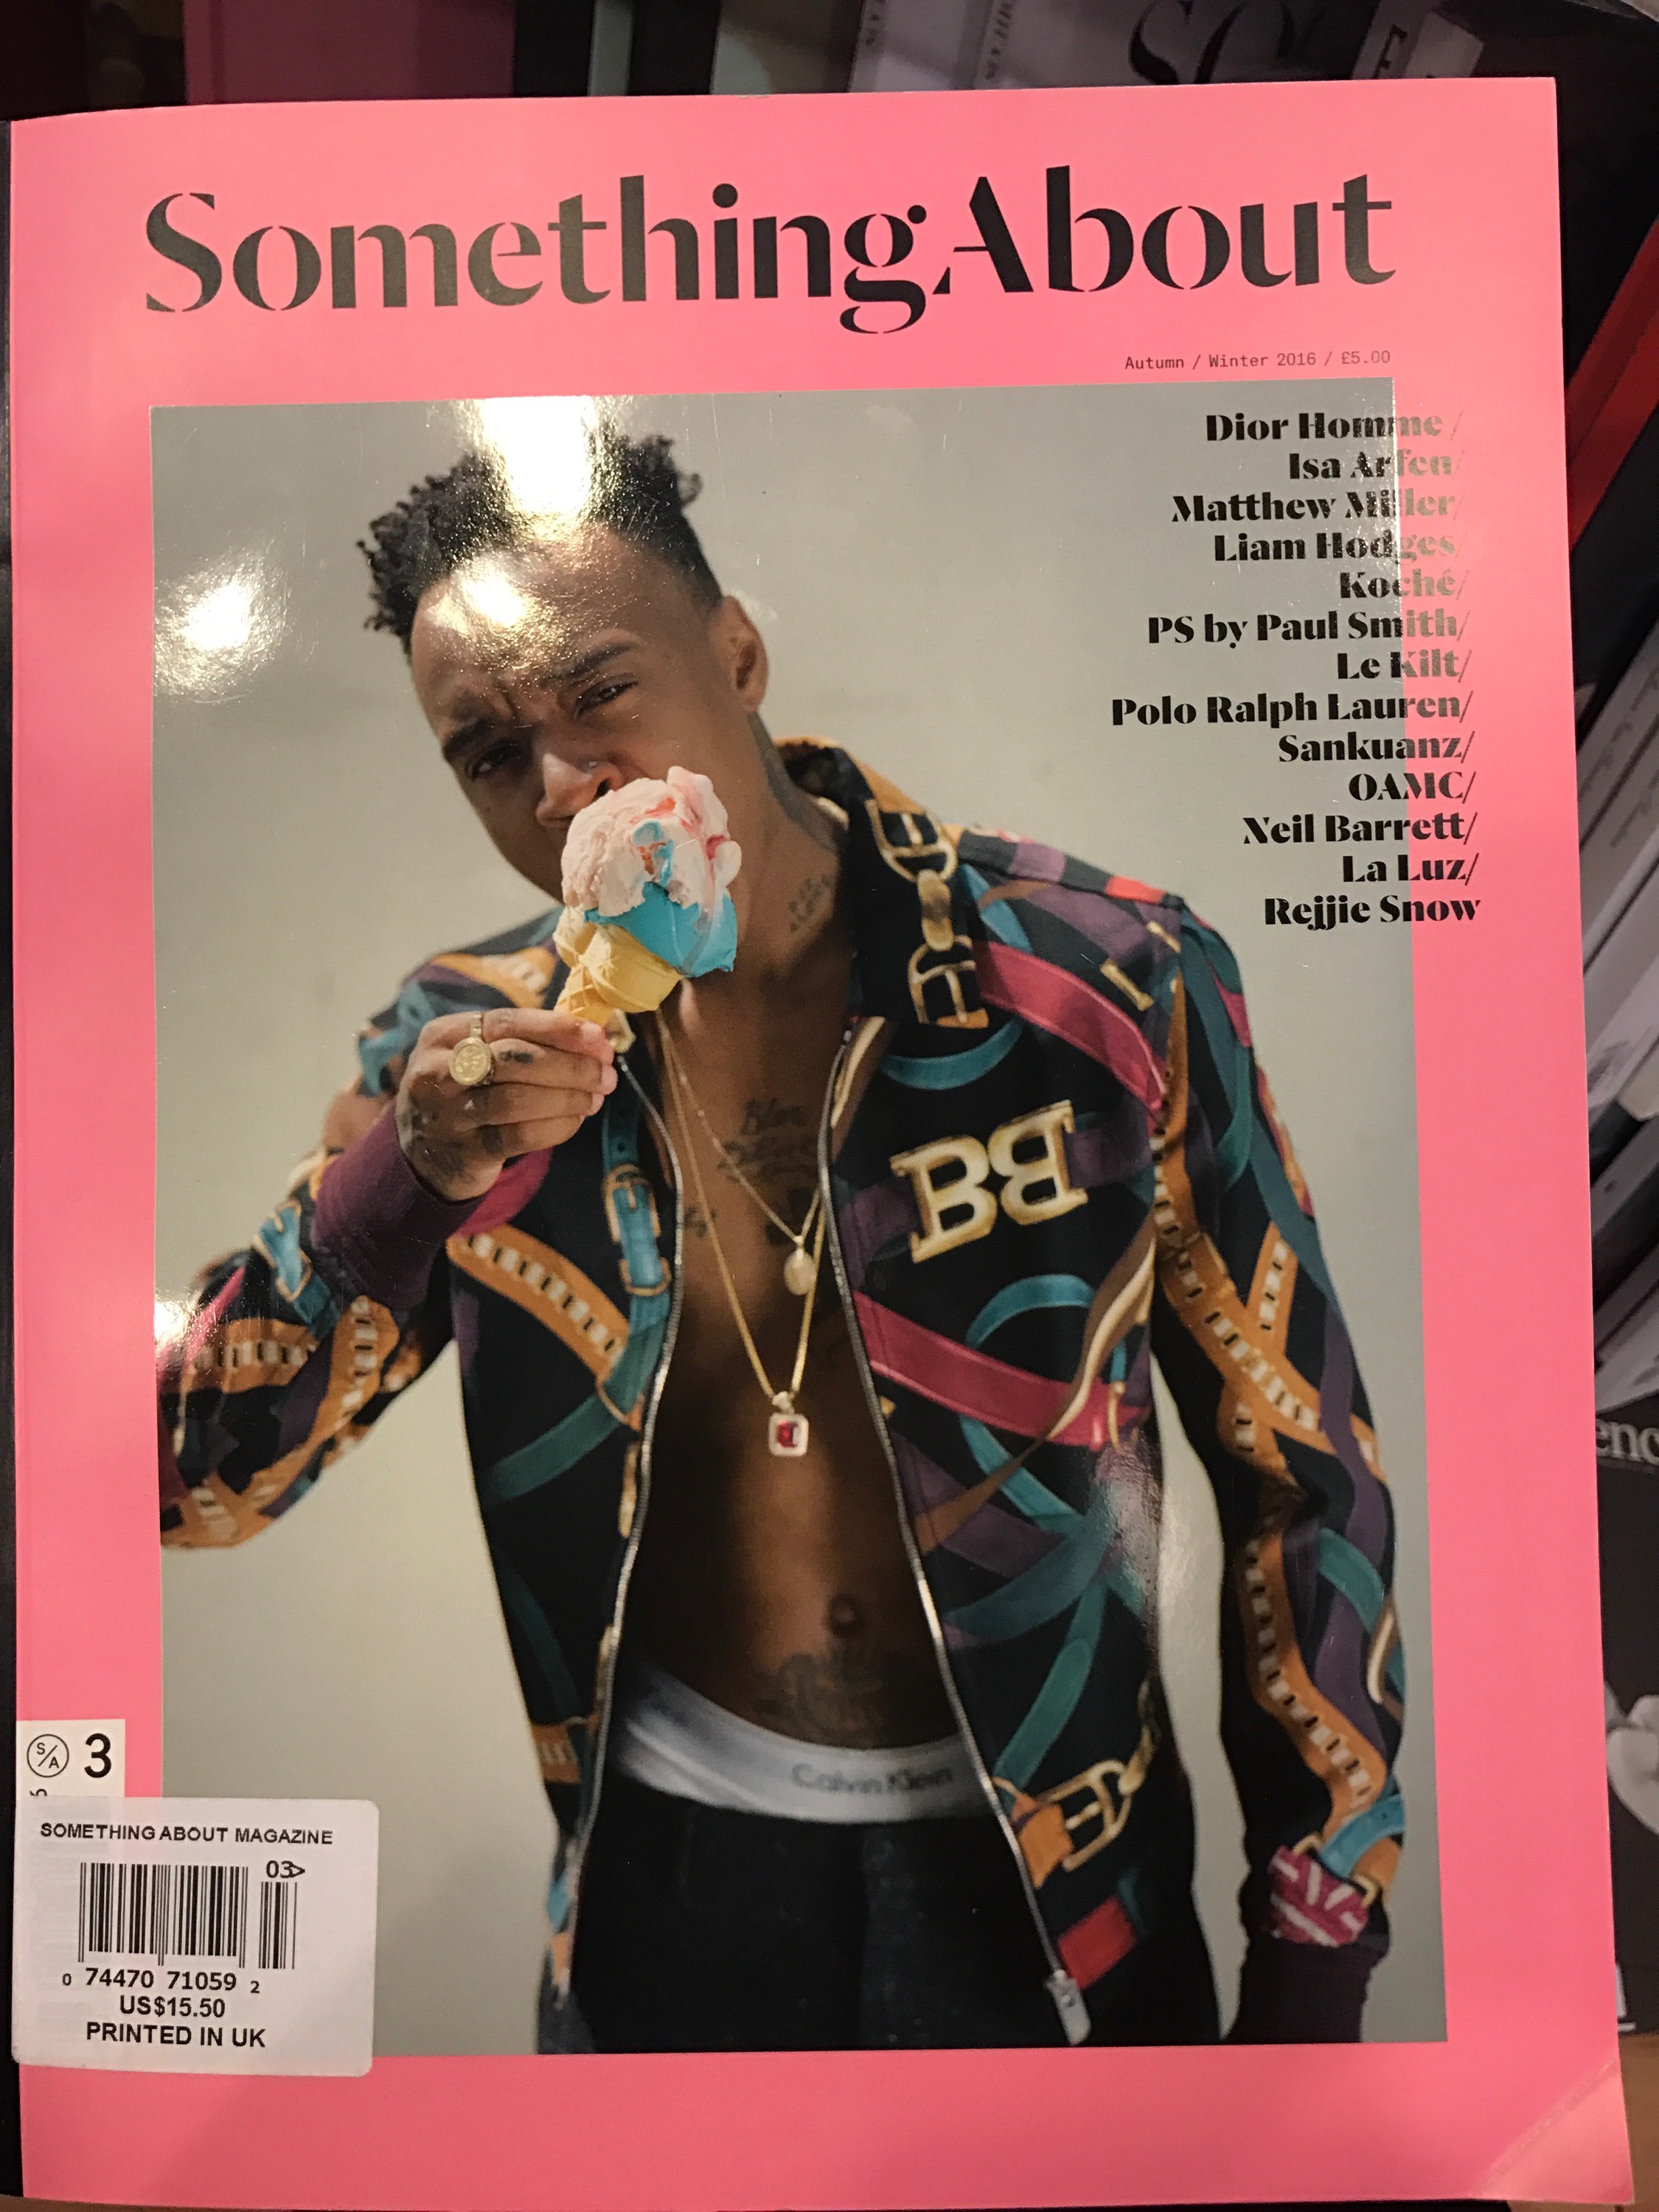 SomethingAbout
Autumn / Winter 2016 / £5.00
Dior Homme /
Isa Arfen/
Matthew Miller/
Liam Hodges/
Koché/
PS by Paul Smith/
Le Kilt/
Polo Ralph Lauren/
Sankuanz/
OAMC/
Neil Barrett/
La Luz/
Rejjie Snow
BB
Calvin Klein
S/A 3
SOMETHING ABOUT MAGAZINE
03>
0 74470 71059 2
US$15.50
PRINTED IN UK